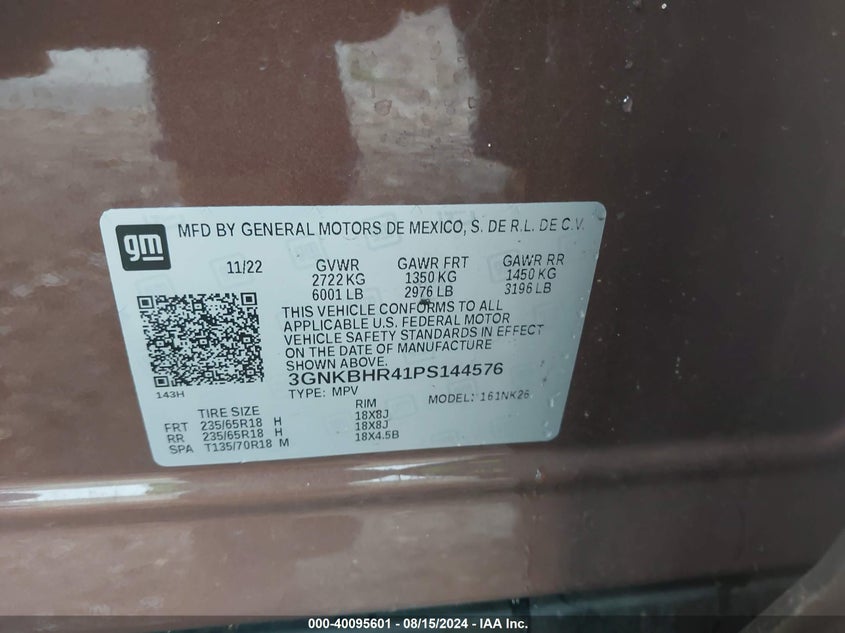 gm
MFD BY GENERAL MOTORS DE MEXICO, S. DE R.L. DE C.V.
11/22 GVWR GAWR FRT GAWR RR
2722 KG 1350 KG 1450 KG
6001 LB 2976 LB 3196 LB
THIS VEHICLE CONFORMS TO ALL
APPLICABLE U.S. FEDERAL MOTOR
VEHICLE SAFETY STANDARDS IN EFFECT
ON THE DATE OF MANUFACTURE
SHOWN ABOVE.
3GNKBHR41PS144576
143H
TYPE: MPV MODEL: 161NK26
TIRE SIZE RIM
FRT 235/65R18 H 18X8J
RR 235/65R18 H 18X8J
SPA T135/70R18 M 18X4.5B
000-40095601 - 08/15/2024 - IAA Inc.